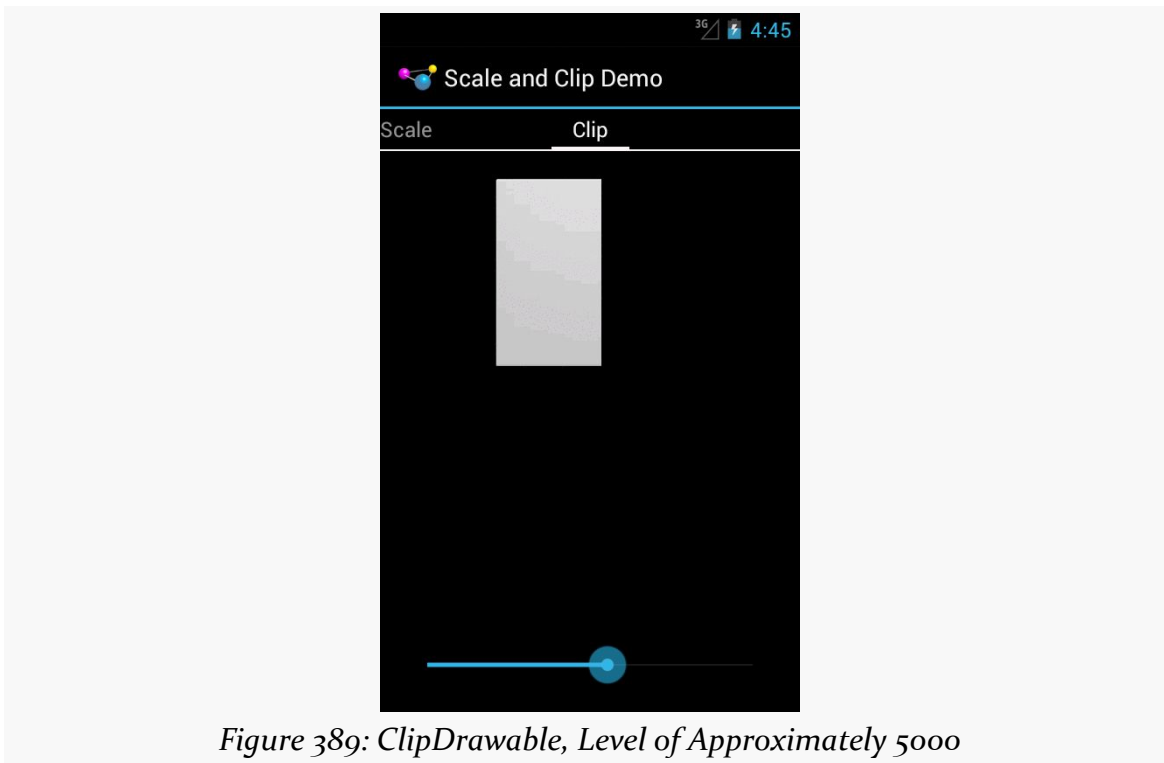 3G 4:45
Scale and Clip Demo
Scale Clip
Figure 389: ClipDrawable, Level of Approximately 5000